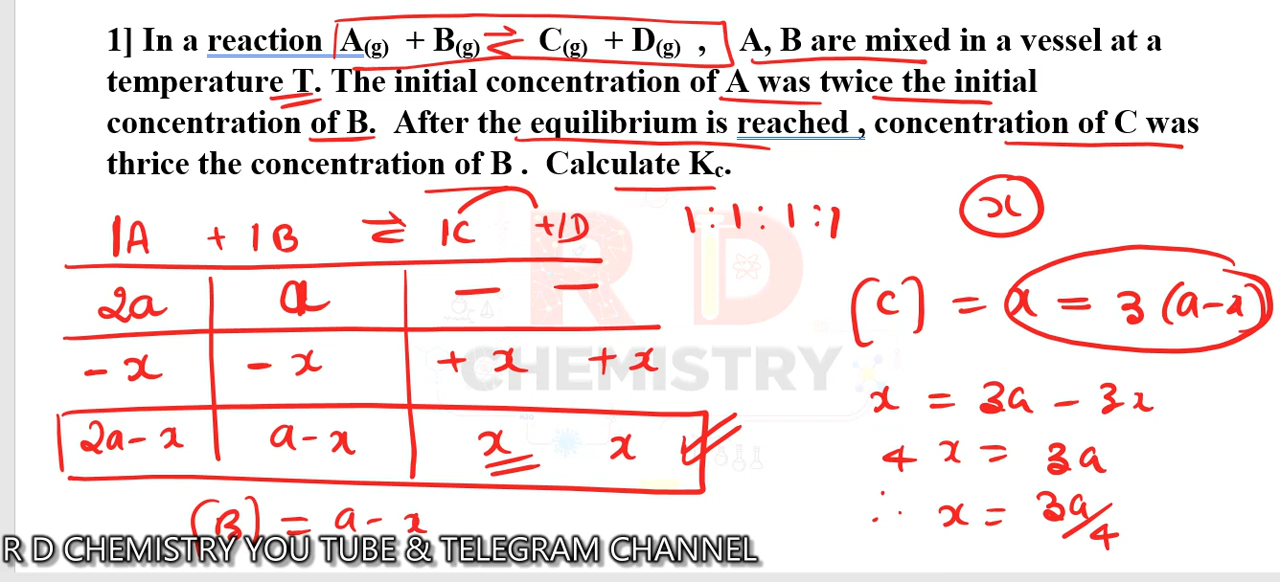 1] In a reaction A(g) + B(g) ⇌ C(g) + D(g) , A, B are mixed in a vessel at a
temperature T. The initial concentration of A was twice the initial
concentration of B. After the equilibrium is reached , concentration of C was
thrice the concentration of B . Calculate Kc.
1A + 1B ⇌ 1C + 1D 1:1:1:1 x
2a a – –
[C] = x = 3 (a-x)
- x - x + x + x
x = 3a - 3x
2a-x a-x x x
4x = 3a
∴ x = 3a/4
[B] = a - x
R D
CHEMISTRY
R D CHEMISTRY YOU TUBE & TELEGRAM CHANNEL